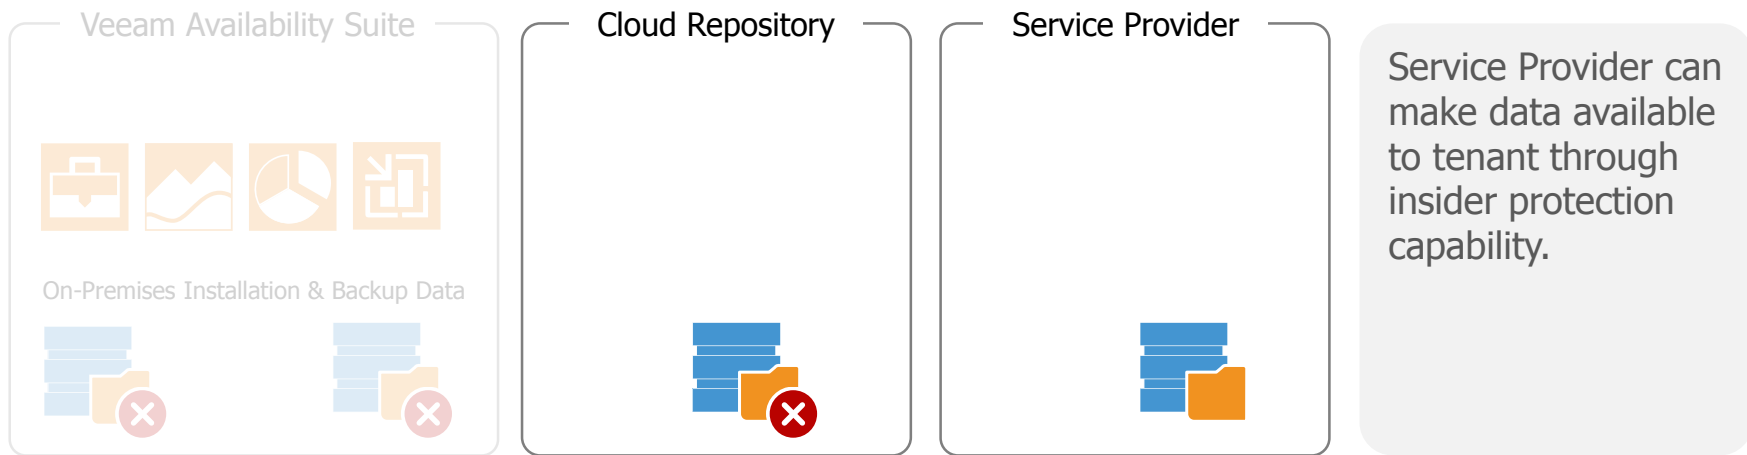 Veeam Availability Suite
On-Premises Installation & Backup Data
Cloud Repository
Service Provider
Service Provider can
make data available
to tenant through
insider protection
capability.